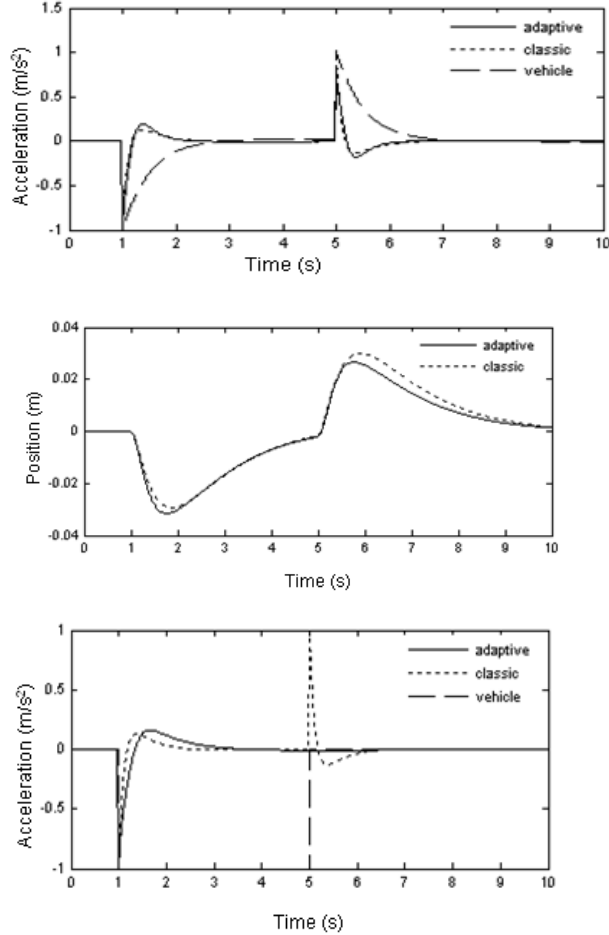 1.5
1
0.5
0
-0.5
-1
Acceleration (m/s²)
adaptive
classic
vehicle
0 1 2 3 4 5 6 7 8 9 10
Time (s)
0.04
0.02
0
-0.02
-0.04
Position (m)
adaptive
classic
0 1 2 3 4 5 6 7 8 9 10
Time (s)
1
0.5
0
-0.5
-1
Acceleration (m/s²)
adaptive
classic
vehicle
0 1 2 3 4 5 6 7 8 9 10
Time (s)